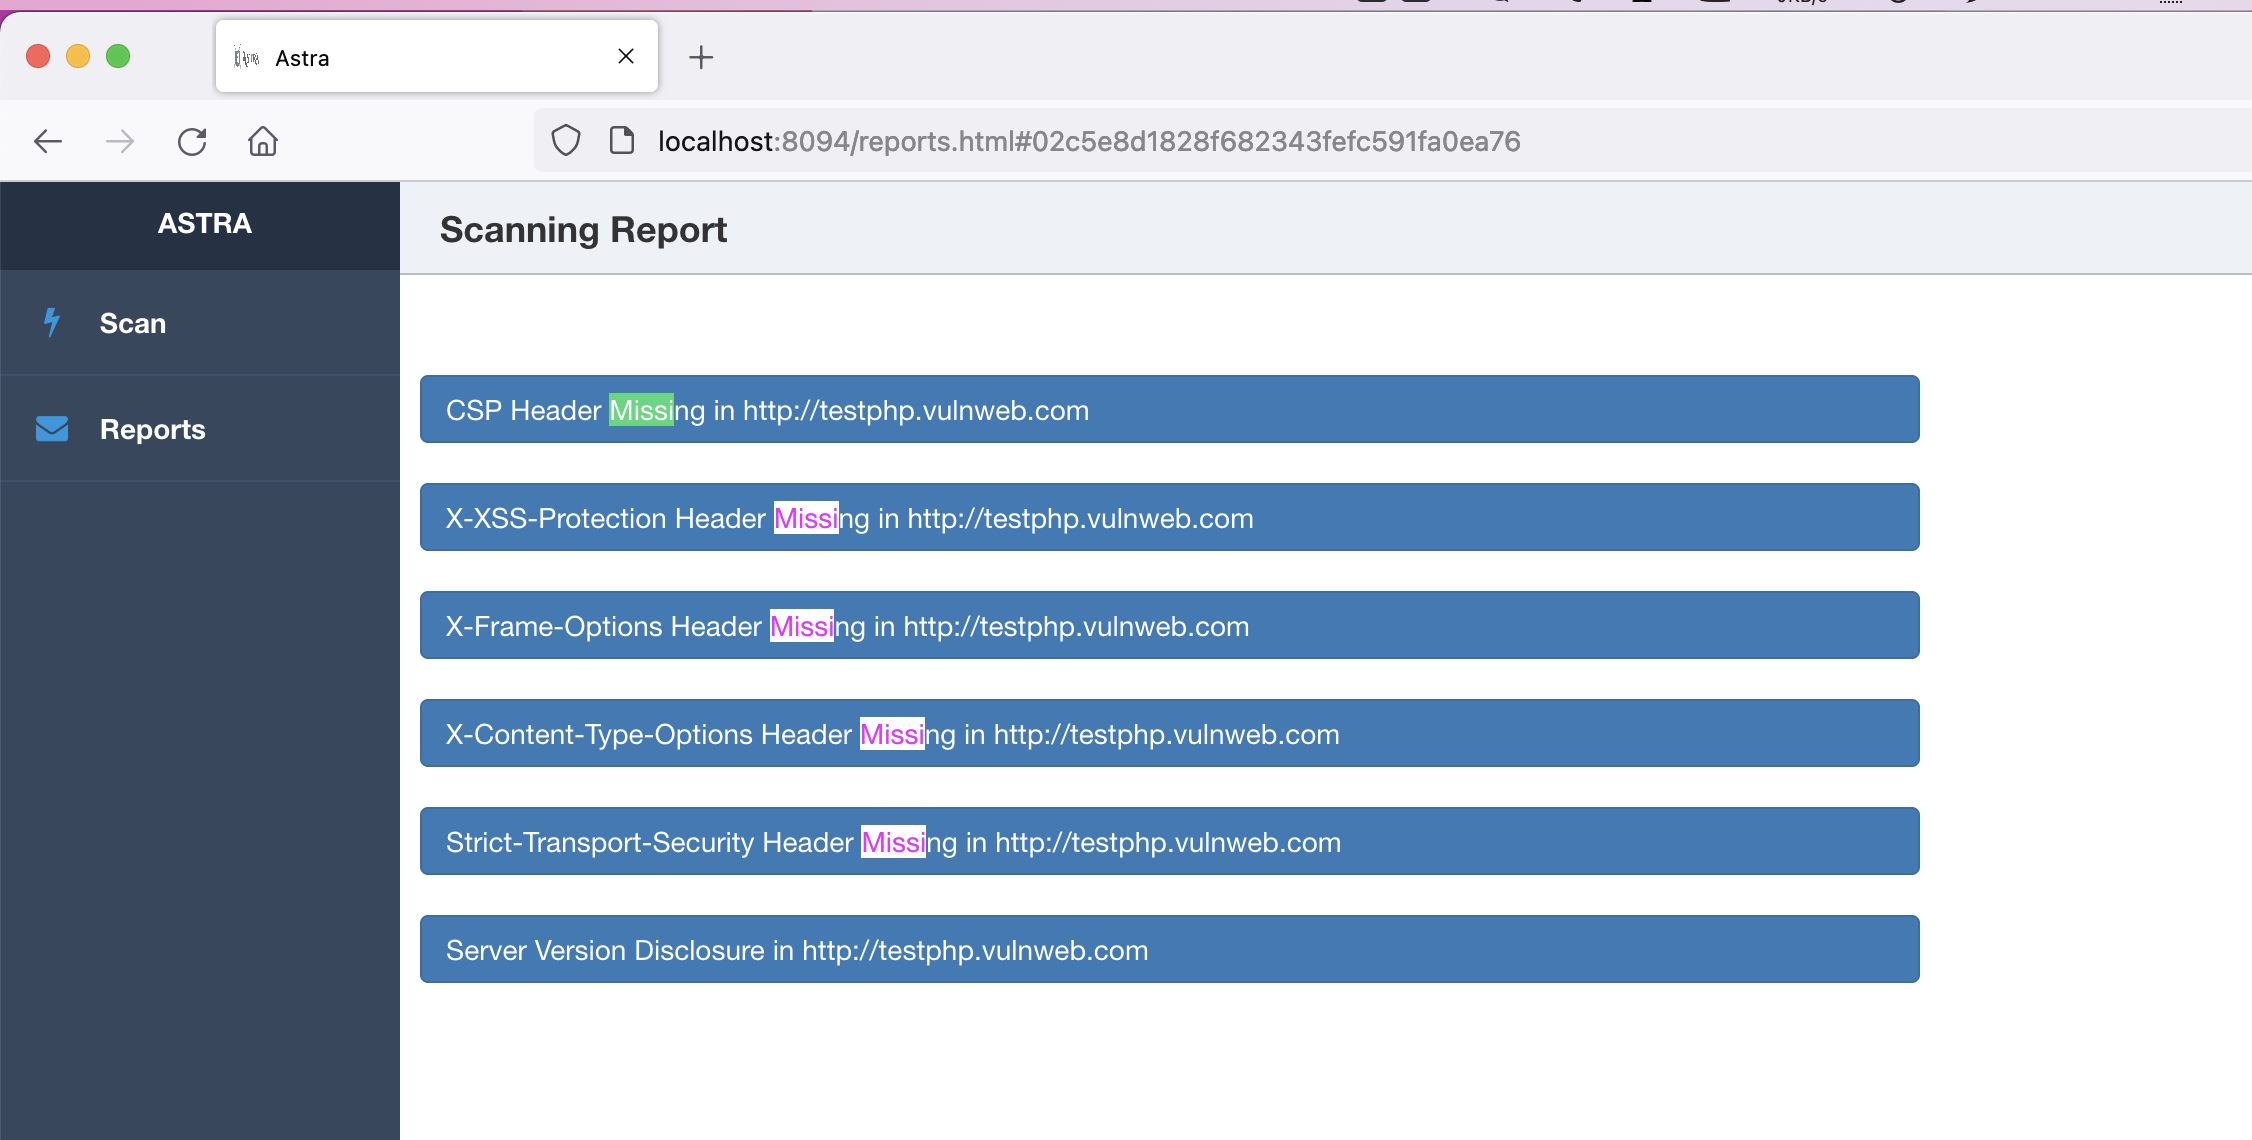 Astra
localhost:8094/reports.html#02c5e8d1828f682343fefc591fa0ea76
ASTRA
Scanning Report
Scan
Reports
CSP Header Missing in http://testphp.vulnweb.com
X-XSS-Protection Header Missing in http://testphp.vulnweb.com
X-Frame-Options Header Missing in http://testphp.vulnweb.com
X-Content-Type-Options Header Missing in http://testphp.vulnweb.com
Strict-Transport-Security Header Missing in http://testphp.vulnweb.com
Server Version Disclosure in http://testphp.vulnweb.com